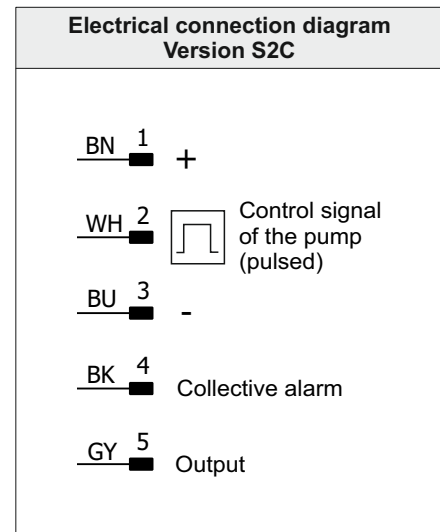 Electrical connection diagram
Version S2C
BN 1 +
WH 2 Control signal
of the pump
(pulsed)
BU 3 -
BK 4 Collective alarm
GY 5 Output